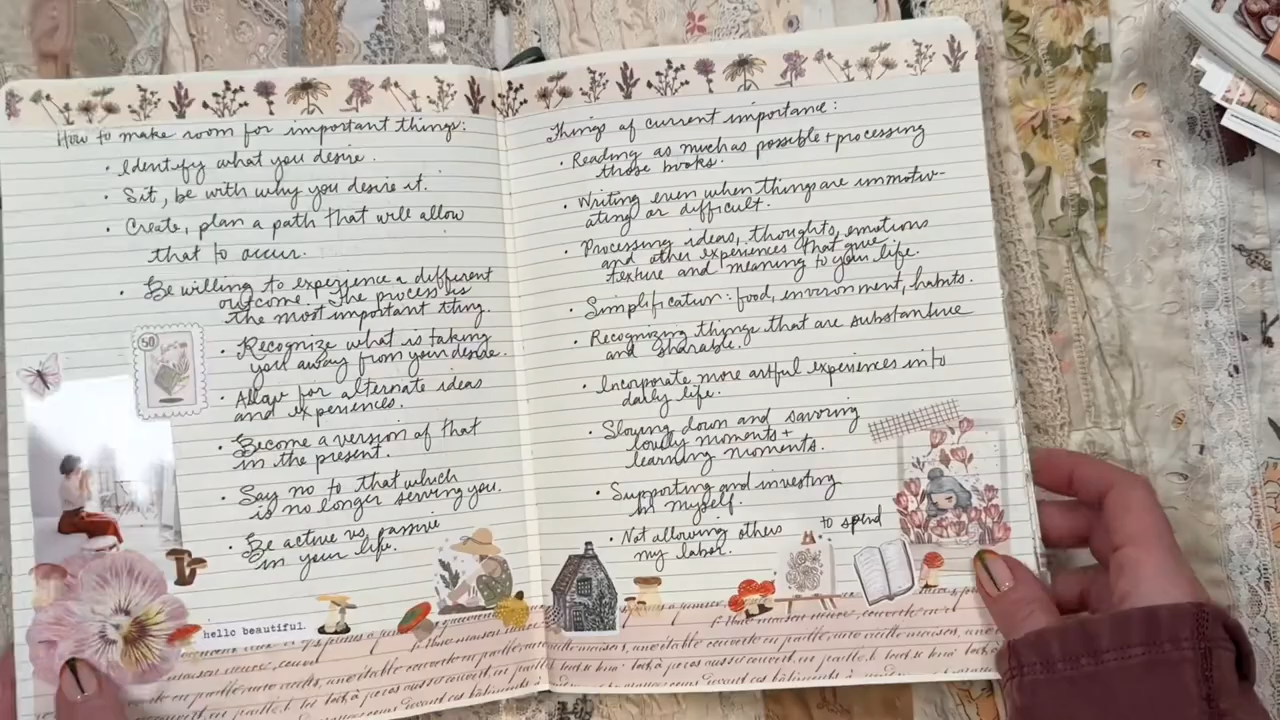 How to make room for important things:
• Identify what you desire.
• Sit, be with why you desire it.
• Create, plan a path that will allow
that to occur.
• Be willing to experience a different
outcome. The process is
the most important thing.
• Recognize what is taking
you away from your desire.
• Allow for alternate ideas
and experiences.
• Become a version of that
in the present.
• Say no to that which
is no longer serving you.
• Be active vs. passive
in your life.
50
hello beautiful.
Things of current importance:
• Reading as much as possible + processing
those books.
• Writing even when things are unmotiv-
ating or difficult.
• Processing ideas, thoughts, emotions
and other experiences that give
texture and meaning to your life.
• Simplification: food, environment, habits.
• Recognizing things that are substantive
and sharable.
• Incorporate more artful experiences into
daily life.
• Slowing down and savoring
lovely moments +
learning moments.
• Supporting and investing
in myself.
• Not allowing others to spend
my labor.